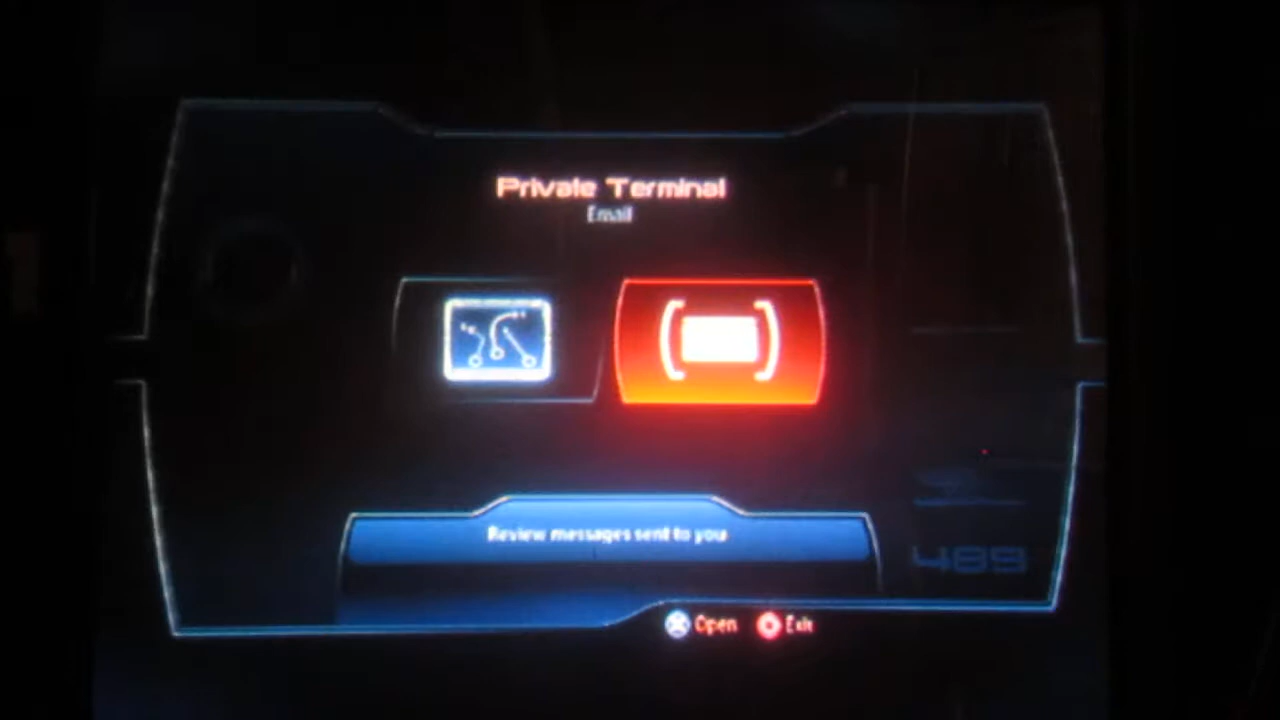 Private Terminal
Email
Review messages sent to you
489
Open Exit